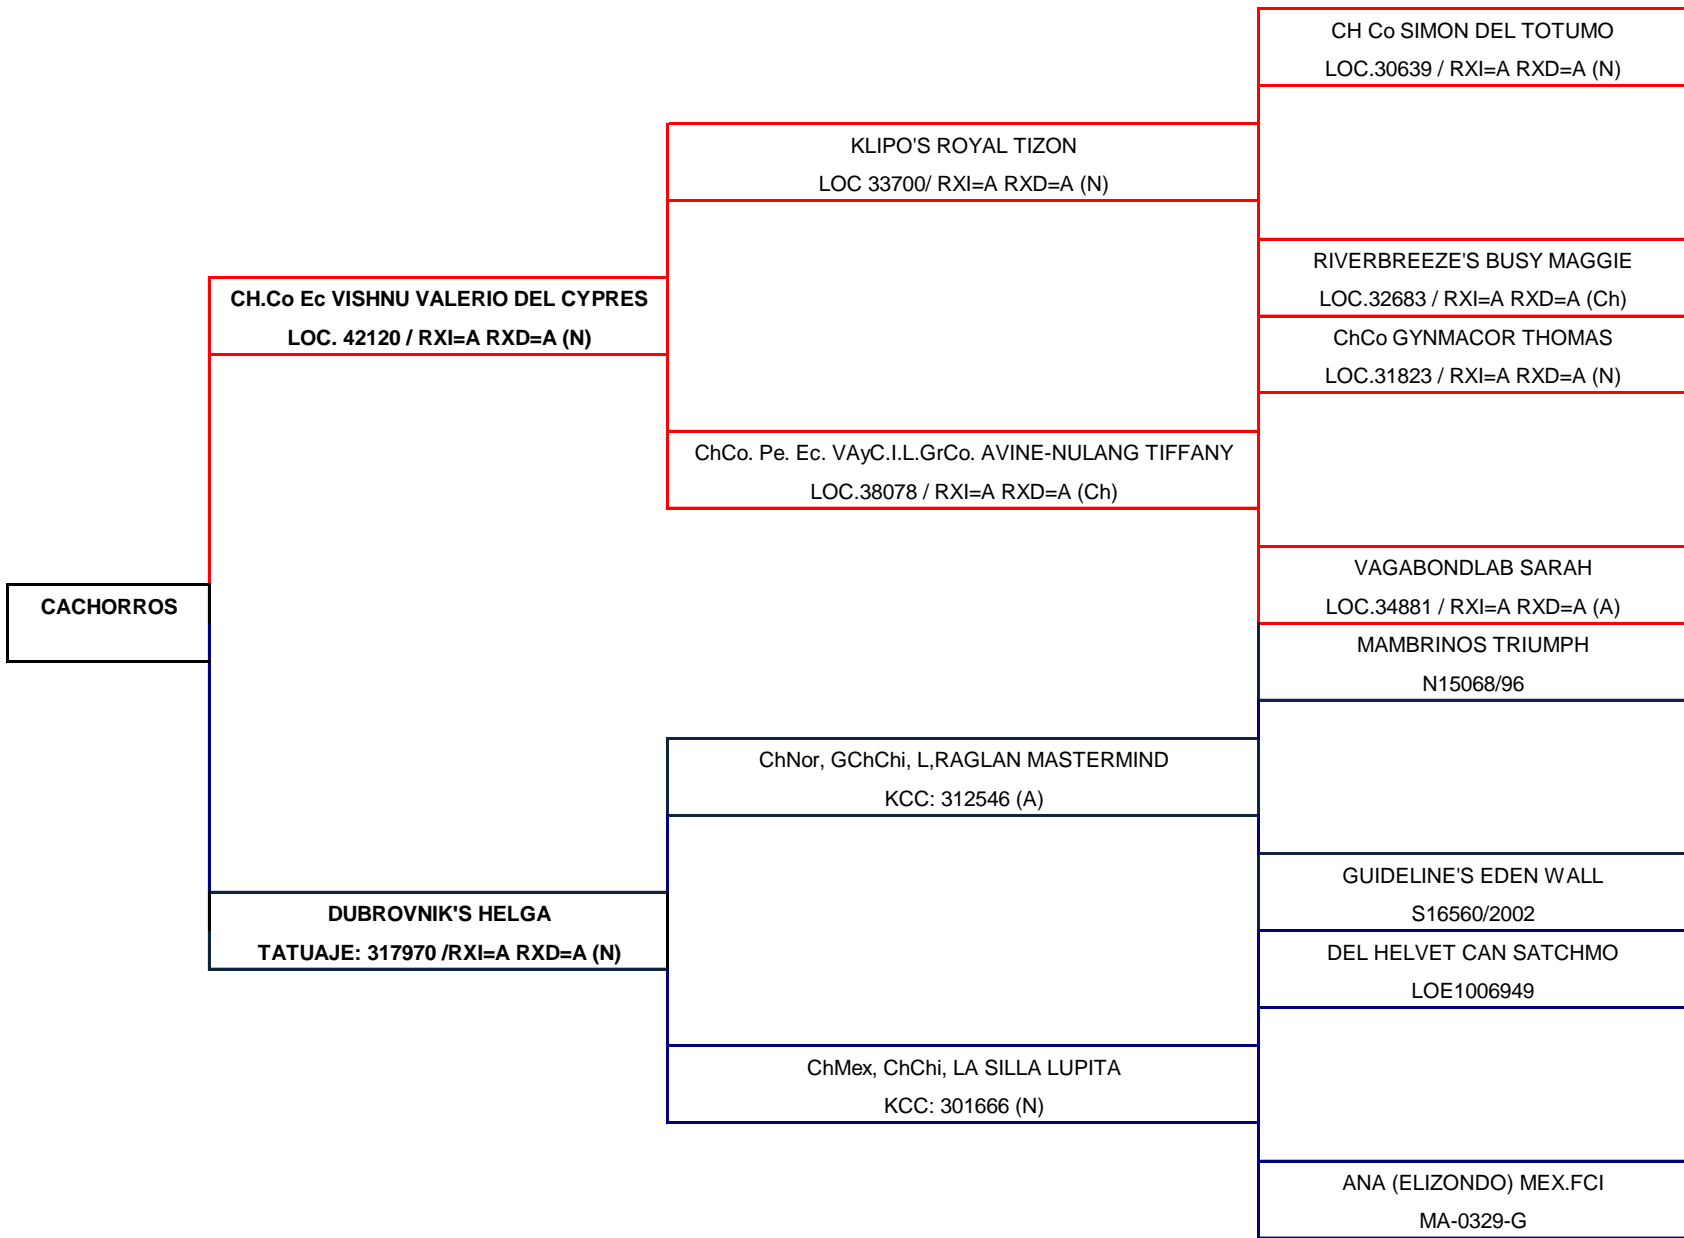 CH Co SIMON DEL TOTUMO
LOC.30639 / RXI=A RXD=A (N)
KLIPO'S ROYAL TIZON
LOC 33700/ RXI=A RXD=A (N)
RIVERBREEZE'S BUSY MAGGIE
LOC.32683 / RXI=A RXD=A (Ch)
CH.Co Ec VISHNU VALERIO DEL CYPRES
LOC. 42120 / RXI=A RXD=A (N)
ChCo GYNMACOR THOMAS
LOC.31823 / RXI=A RXD=A (N)
ChCo. Pe. Ec. VAyC.I.L.GrCo. AVINE-NULANG TIFFANY
LOC.38078 / RXI=A RXD=A (Ch)
VAGABONDLAB SARAH
LOC.34881 / RXI=A RXD=A (A)
CACHORROS
MAMBRINOS TRIUMPH
N15068/96
ChNor, GChChi, L,RAGLAN MASTERMIND
KCC: 312546 (A)
GUIDELINE'S EDEN WALL
S16560/2002
DUBROVNIK'S HELGA
TATUAJE: 317970 /RXI=A RXD=A (N)
DEL HELVET CAN SATCHMO
LOE1006949
ChMex, ChChi, LA SILLA LUPITA
KCC: 301666 (N)
ANA (ELIZONDO) MEX.FCI
MA-0329-G